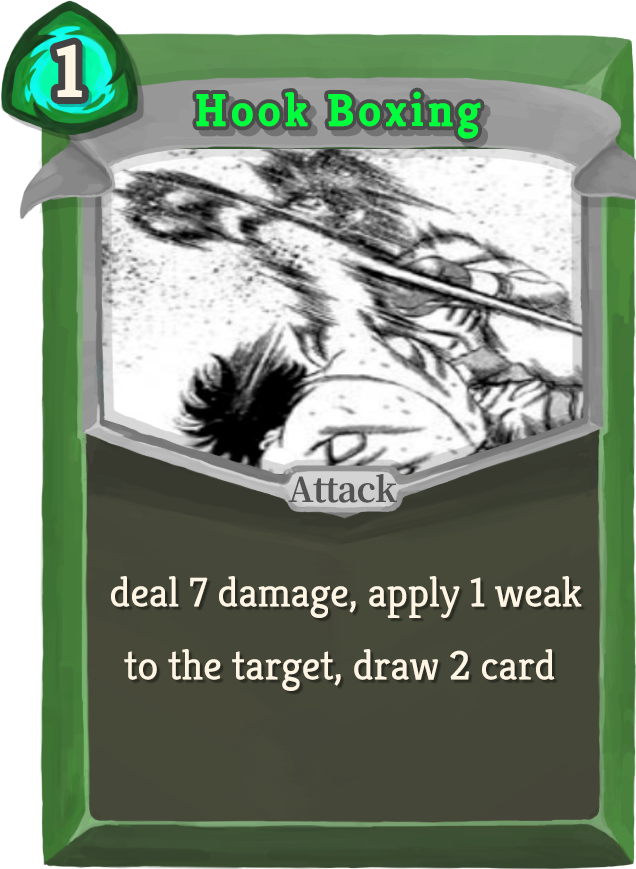 1
Hook Boxing
Attack
deal 7 damage, apply 1 weak
to the target, draw 2 card